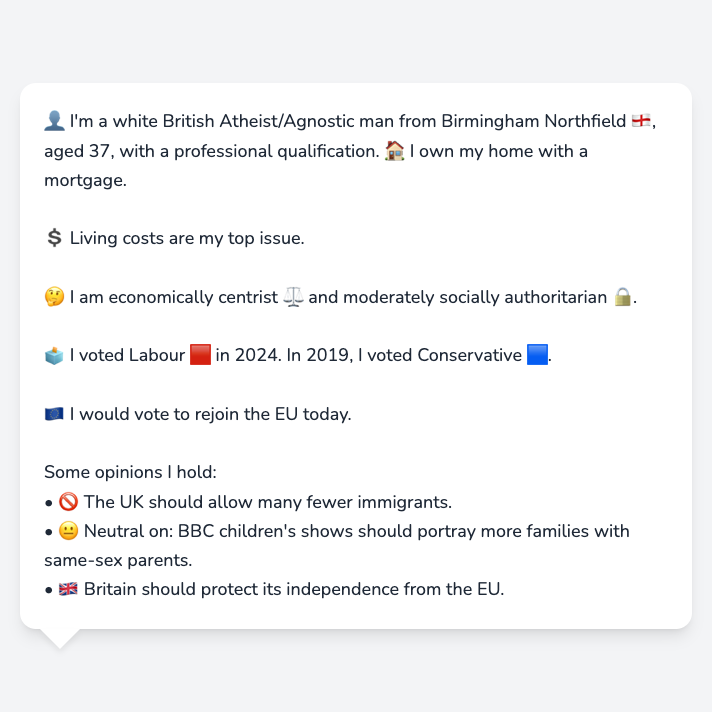 👤 I'm a white British Atheist/Agnostic man from Birmingham Northfield 🏴󠁧󠁢󠁥󠁮󠁧󠁿,
aged 37, with a professional qualification. 🏠 I own my home with a
mortgage.
💲 Living costs are my top issue.
🤔 I am economically centrist ⚖️ and moderately socially authoritarian 🔒.
🗳️ I voted Labour 🟥 in 2024. In 2019, I voted Conservative 🟦.
🇪🇺 I would vote to rejoin the EU today.
Some opinions I hold:
• 🚫 The UK should allow many fewer immigrants.
• 😐 Neutral on: BBC children's shows should portray more families with
same-sex parents.
• 🇬🇧 Britain should protect its independence from the EU.